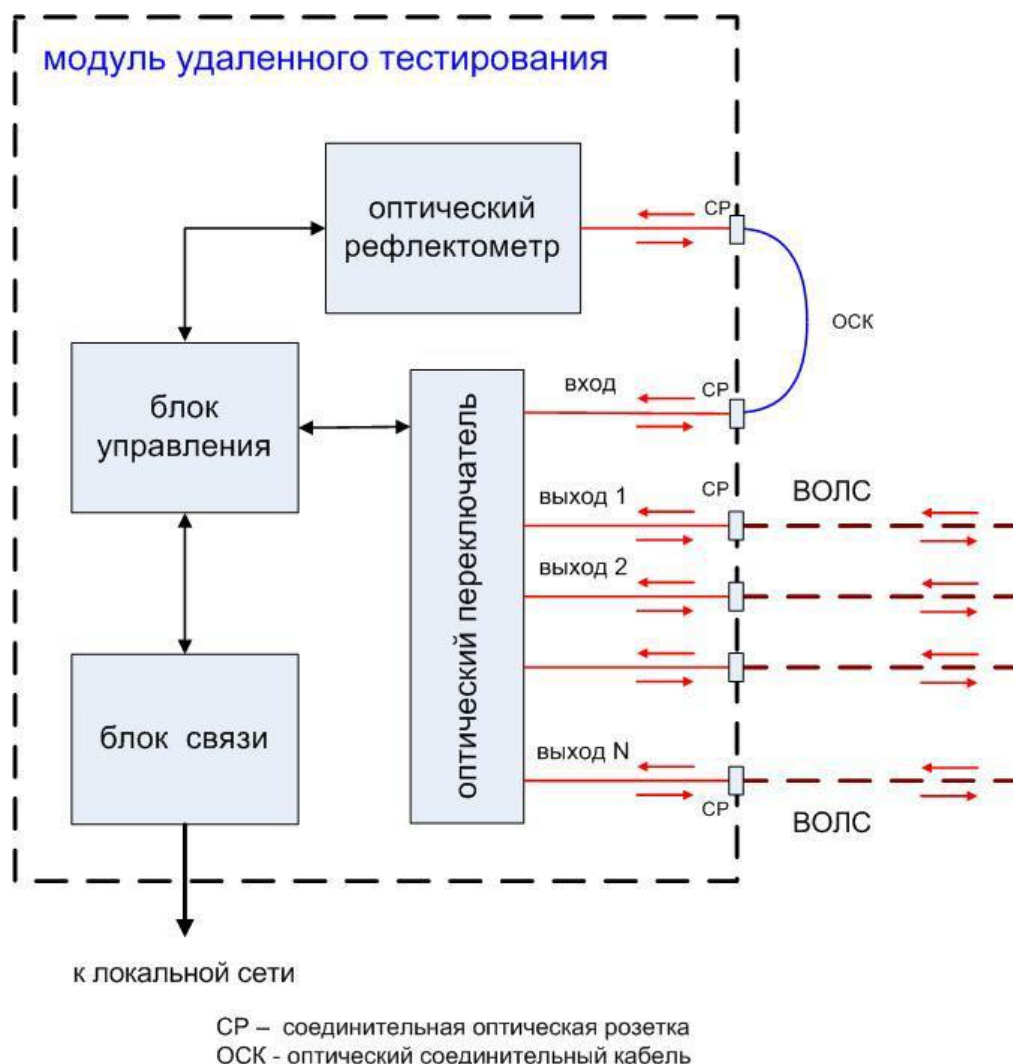 модуль удаленного тестирования
оптический
рефлектометр
СР
ОСК
блок
управления
вход
СР
оптический переключатель
выход 1
СР
ВОЛС
выход 2
блок связи
выход N
СР
ВОЛС
к локальной сети
СР – соединительная оптическая розетка
ОСК - оптический соединительный кабель